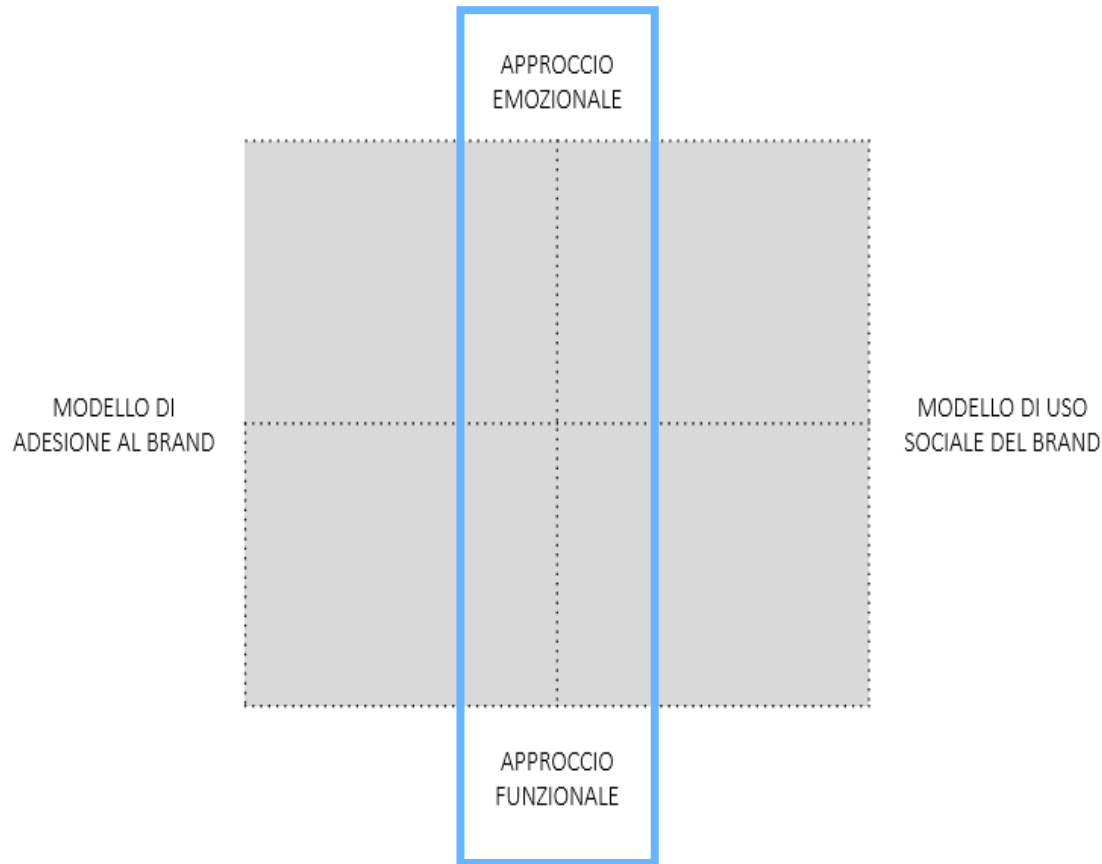 APPROCCIO
EMOZIONALE
MODELLO DI
ADESIONE AL BRAND
MODELLO DI USO
SOCIALE DEL BRAND
APPROCCIO
FUNZIONALE